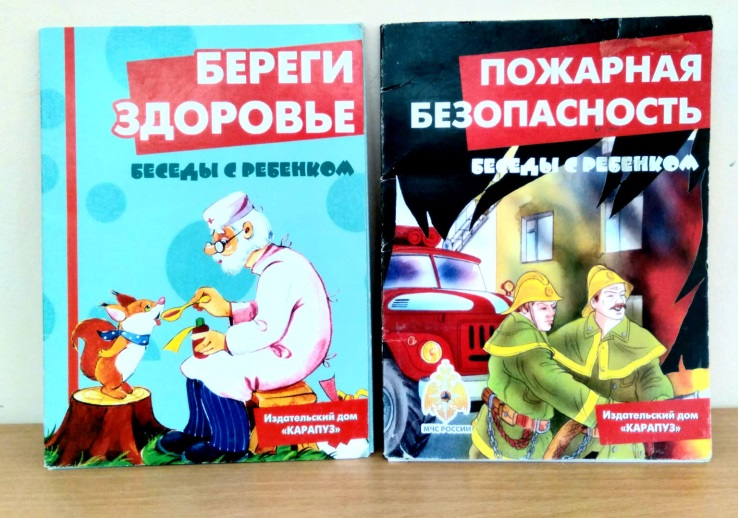 БЕРЕГИ
ЗДОРОВЬЕ
БЕСЕДЫ С РЕБЕНКОМ
Издательский дом
«КАРАПУЗ»
ПОЖАРНАЯ
БЕЗОПАСНОСТЬ
БЕСЕДЫ С РЕБЕНКОМ
МЧС РОССИИ
Издательский дом
«КАРАПУЗ»